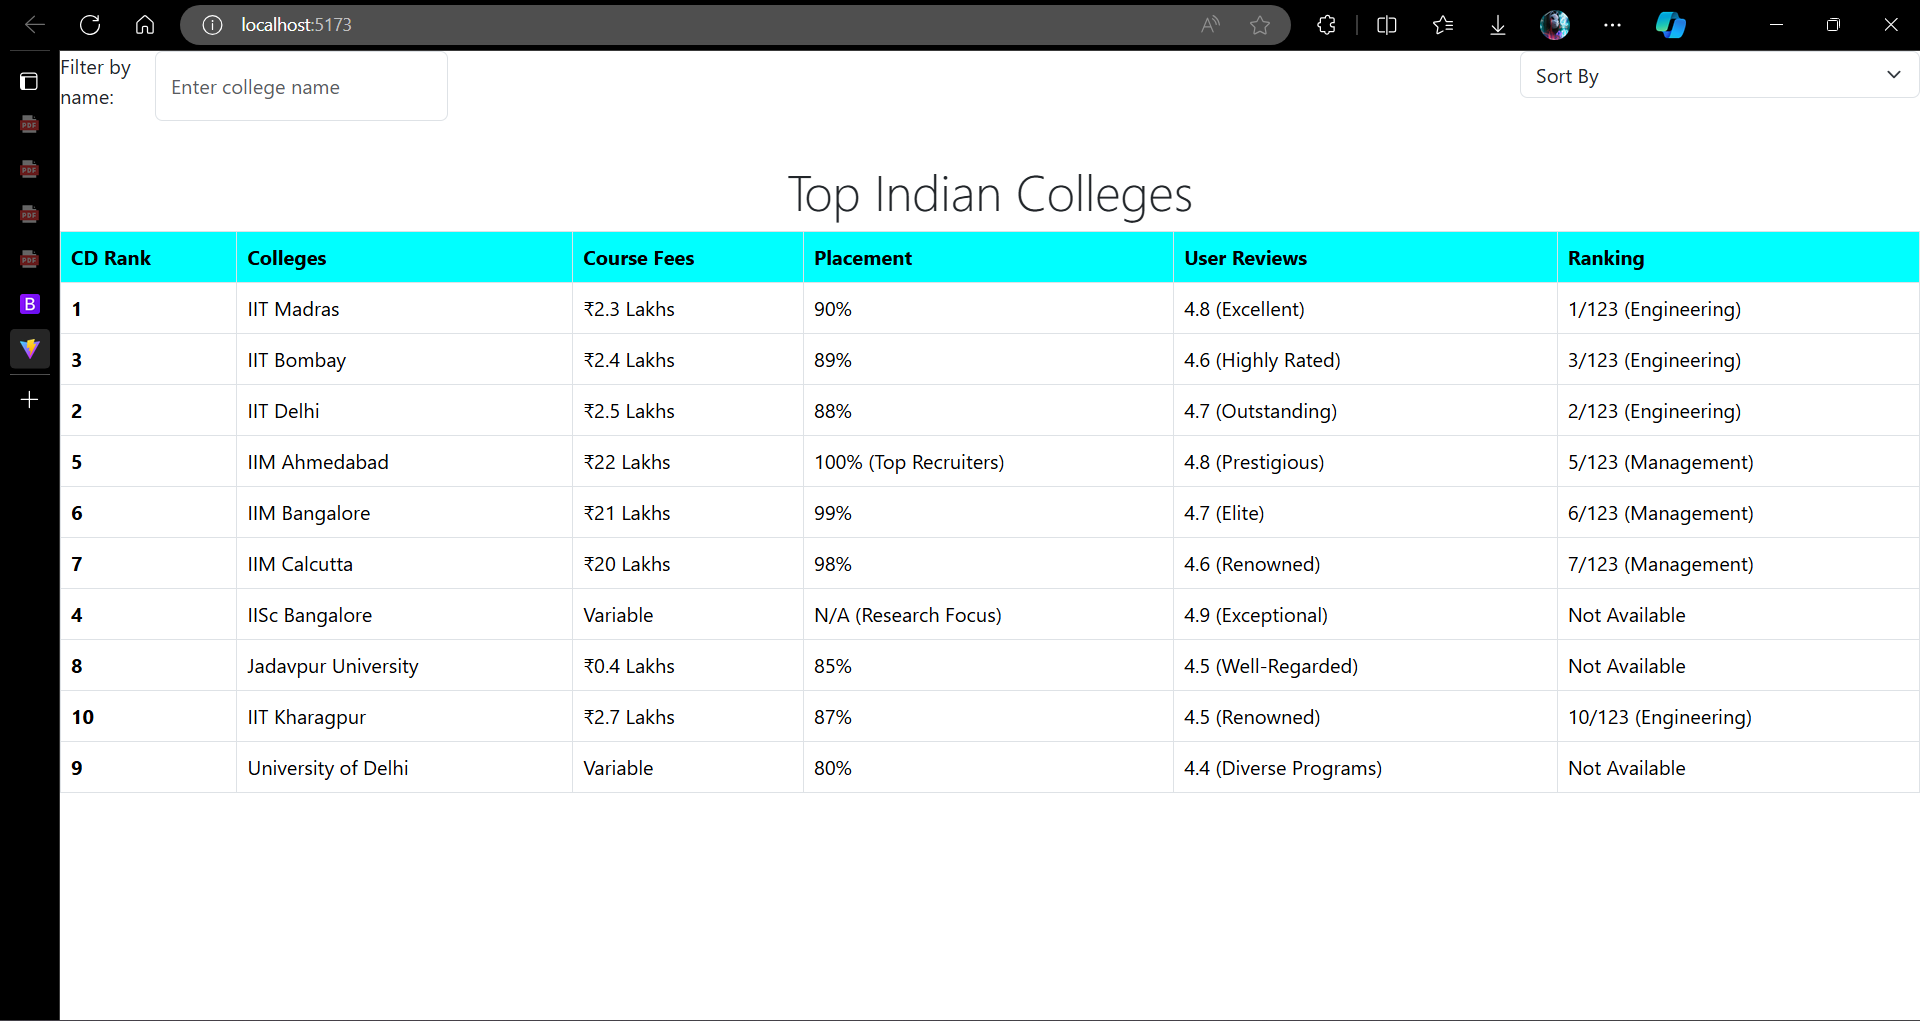 localhost:5173
Filter by
name:
Enter college name
Sort By
Top Indian Colleges
CD Rank Colleges Course Fees Placement User Reviews Ranking
1 IIT Madras ₹2.3 Lakhs 90% 4.8 (Excellent) 1/123 (Engineering)
3 IIT Bombay ₹2.4 Lakhs 89% 4.6 (Highly Rated) 3/123 (Engineering)
2 IIT Delhi ₹2.5 Lakhs 88% 4.7 (Outstanding) 2/123 (Engineering)
5 IIM Ahmedabad ₹22 Lakhs 100% (Top Recruiters) 4.8 (Prestigious) 5/123 (Management)
6 IIM Bangalore ₹21 Lakhs 99% 4.7 (Elite) 6/123 (Management)
7 IIM Calcutta ₹20 Lakhs 98% 4.6 (Renowned) 7/123 (Management)
4 IISc Bangalore Variable N/A (Research Focus) 4.9 (Exceptional) Not Available
8 Jadavpur University ₹0.4 Lakhs 85% 4.5 (Well-Regarded) Not Available
10 IIT Kharagpur ₹2.7 Lakhs 87% 4.5 (Renowned) 10/123 (Engineering)
9 University of Delhi Variable 80% 4.4 (Diverse Programs) Not Available
PDF
PDF
PDF
PDF
B